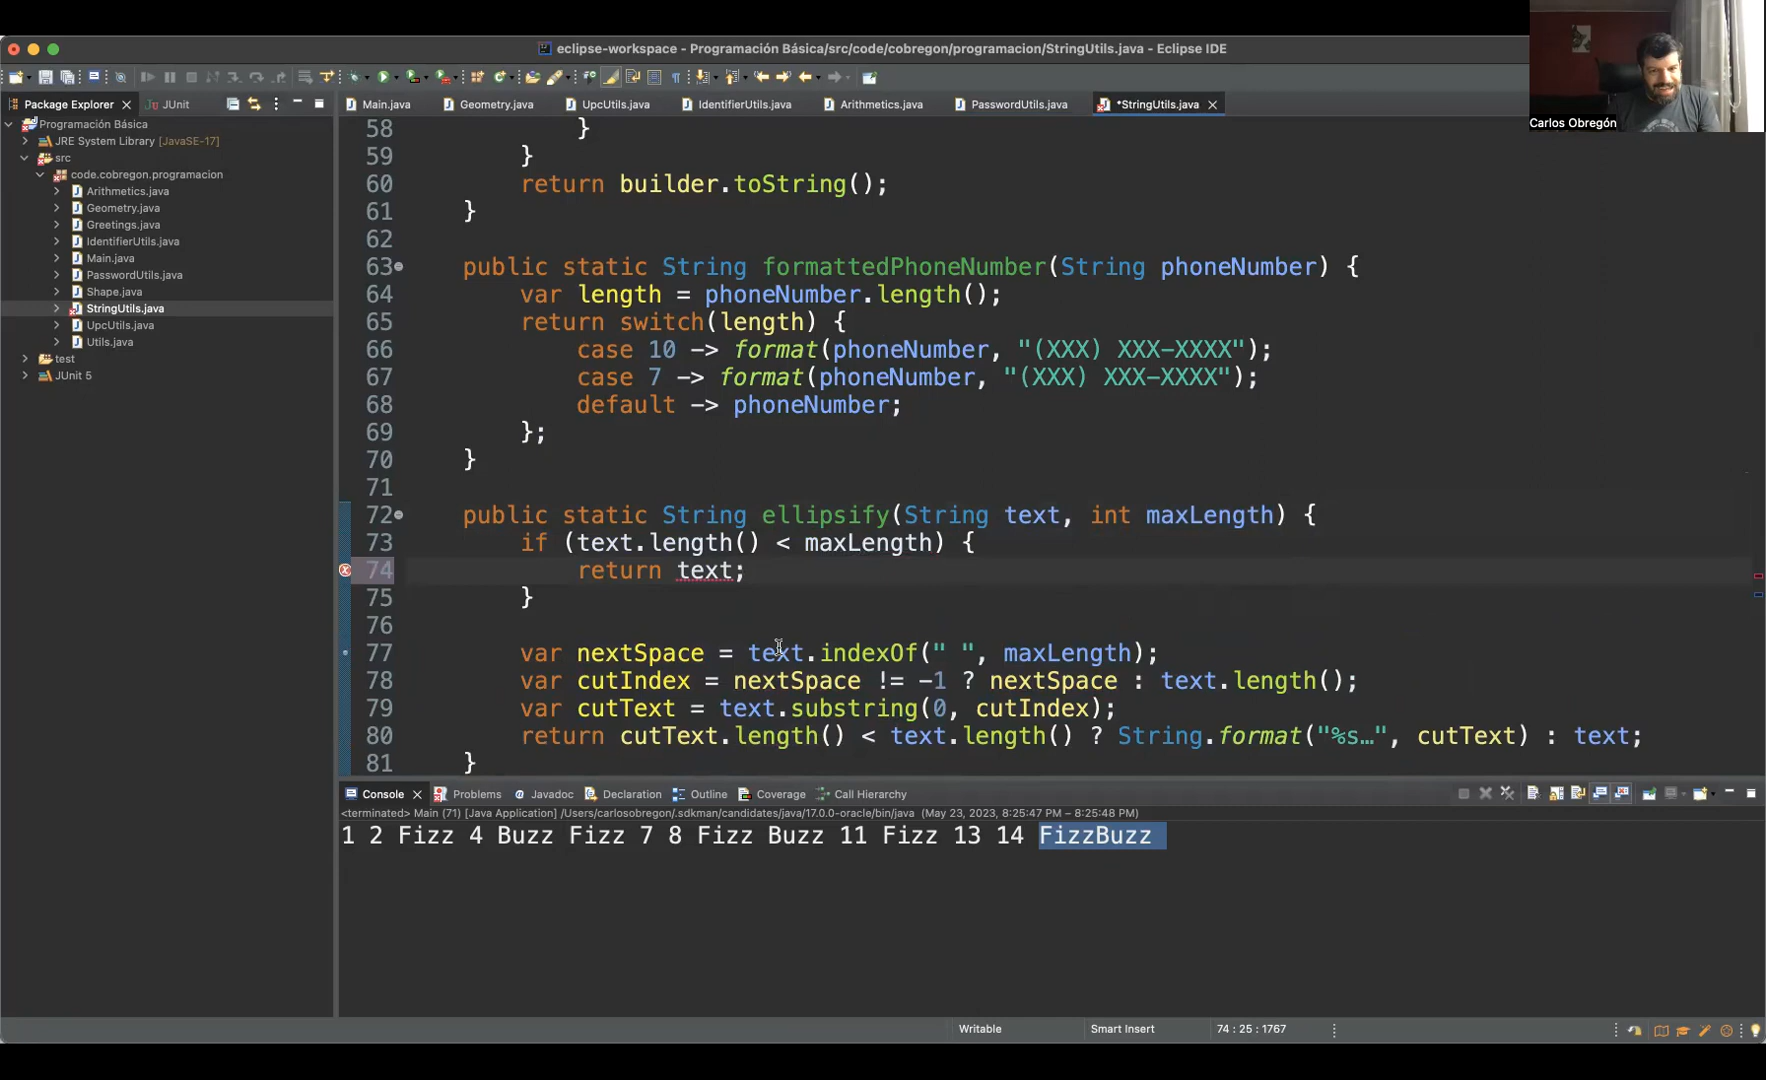 eclipse-workspace - Programación Básica/src/code/cobregon/programacion/StringUtils.java - Eclipse IDE
Carlos Obregón
Package Explorer
JUnit
Main.java
Geometry.java
UpcUtils.java
IdentifierUtils.java
Arithmetics.java
PasswordUtils.java
*StringUtils.java
Programación Básica
JRE System Library [JavaSE-17]
src
code.cobregon.programacion
Arithmetics.java
Geometry.java
Greetings.java
IdentifierUtils.java
Main.java
PasswordUtils.java
Shape.java
StringUtils.java
UpcUtils.java
Utils.java
test
JUnit 5
58 }
59 }
60 return builder.toString();
61 }
62
63 public static String formattedPhoneNumber(String phoneNumber) {
64 var length = phoneNumber.length();
65 return switch(length) {
66 case 10 -> format(phoneNumber, "(XXX) XXX-XXXX");
67 case 7 -> format(phoneNumber, "(XXX) XXX-XXXX");
68 default -> phoneNumber;
69 };
70 }
71
72 public static String ellipsify(String text, int maxLength) {
73 if (text.length() < maxLength) {
74 return text;
75 }
76
77 var nextSpace = text.indexOf(" ", maxLength);
78 var cutIndex = nextSpace != -1 ? nextSpace : text.length();
79 var cutText = text.substring(0, cutIndex);
80 return cutText.length() < text.length() ? String.format("%s…", cutText) : text;
81 }
Console
Problems
Javadoc
Declaration
Outline
Coverage
Call Hierarchy
<terminated> Main (71) [Java Application] /Users/carlosobregon/.sdkman/candidates/java/17.0.0-oracle/bin/java (May 23, 2023, 8:25:47 PM – 8:25:48 PM)
1 2 Fizz 4 Buzz Fizz 7 8 Fizz Buzz 11 Fizz 13 14 FizzBuzz
Writable
Smart Insert
74 : 25 : 1767